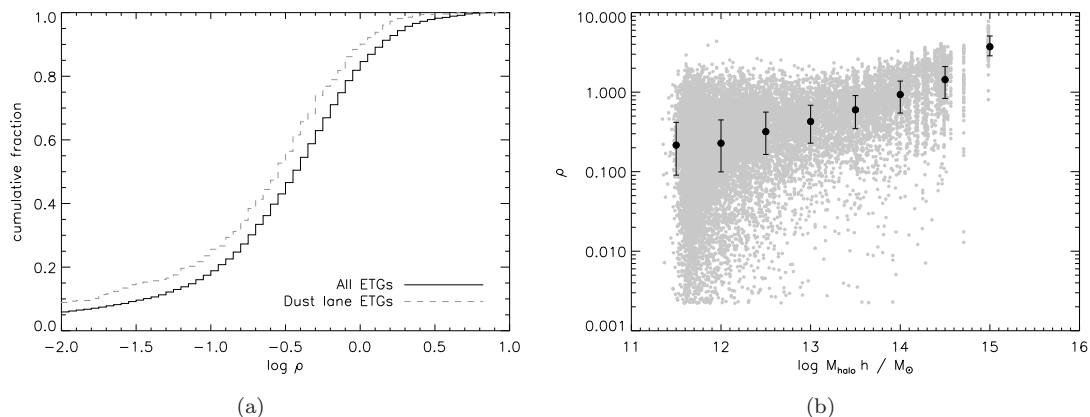 1.0
0.8
0.6
0.4
0.2
0.0
cumulative fraction
All ETGs
Dust lane ETGs
-2.0 -1.5 -1.0 -0.5 0.0 0.5 1.0
log ρ
(a)
10.000
1.000
0.100
0.010
0.001
ρ
11 12 13 14 15 16
log M_halo h / M_⊙
(b)